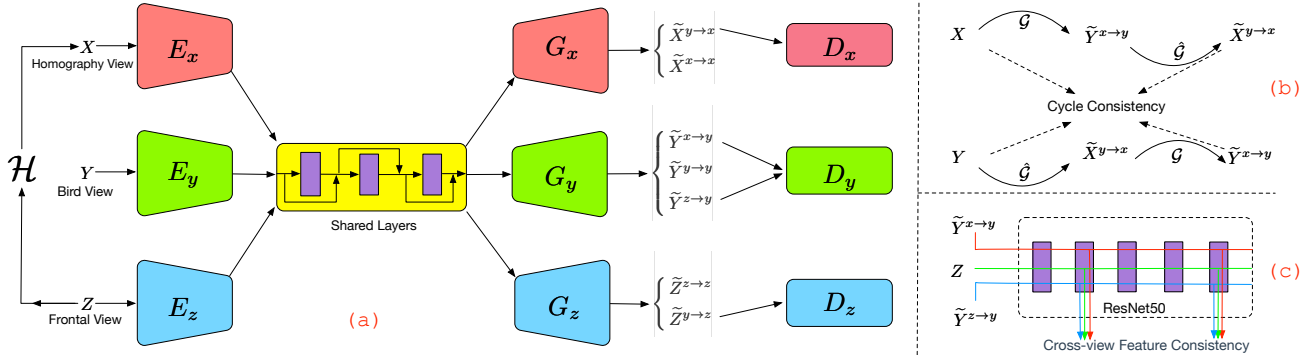 X
Homography View
E_x
G_x
X̃^{y→x}
X̃^{x→x}
D_x
ℋ
Y
Bird View
E_y
Shared Layers
G_y
Ỹ^{x→y}
Ỹ^{y→y}
Ỹ^{z→y}
D_y
Z
Frontal View
E_z
(a)
G_z
Z̃^{z→z}
Z̃^{y→z}
D_z
X 𝒢 Ỹ^{x→y} 𝒢̂ X̃^{y→x}
Cycle Consistency
(b)
Y 𝒢̂ X̃^{y→x} 𝒢 Ỹ^{x→y}
Ỹ^{x→y}
Z
(c)
ResNet50
Ỹ^{z→y}
Cross-view Feature Consistency